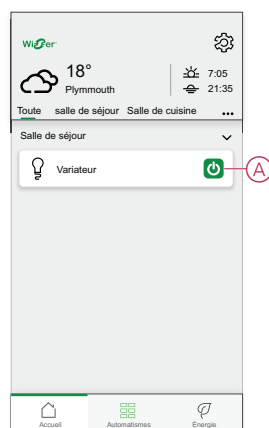 Wiser
18°
Plymmouth
7:05
21:35
Toute salle de séjour Salle de cuisine ...
Salle de séjour
Variateur
A
Accueil Automatismes Énergie